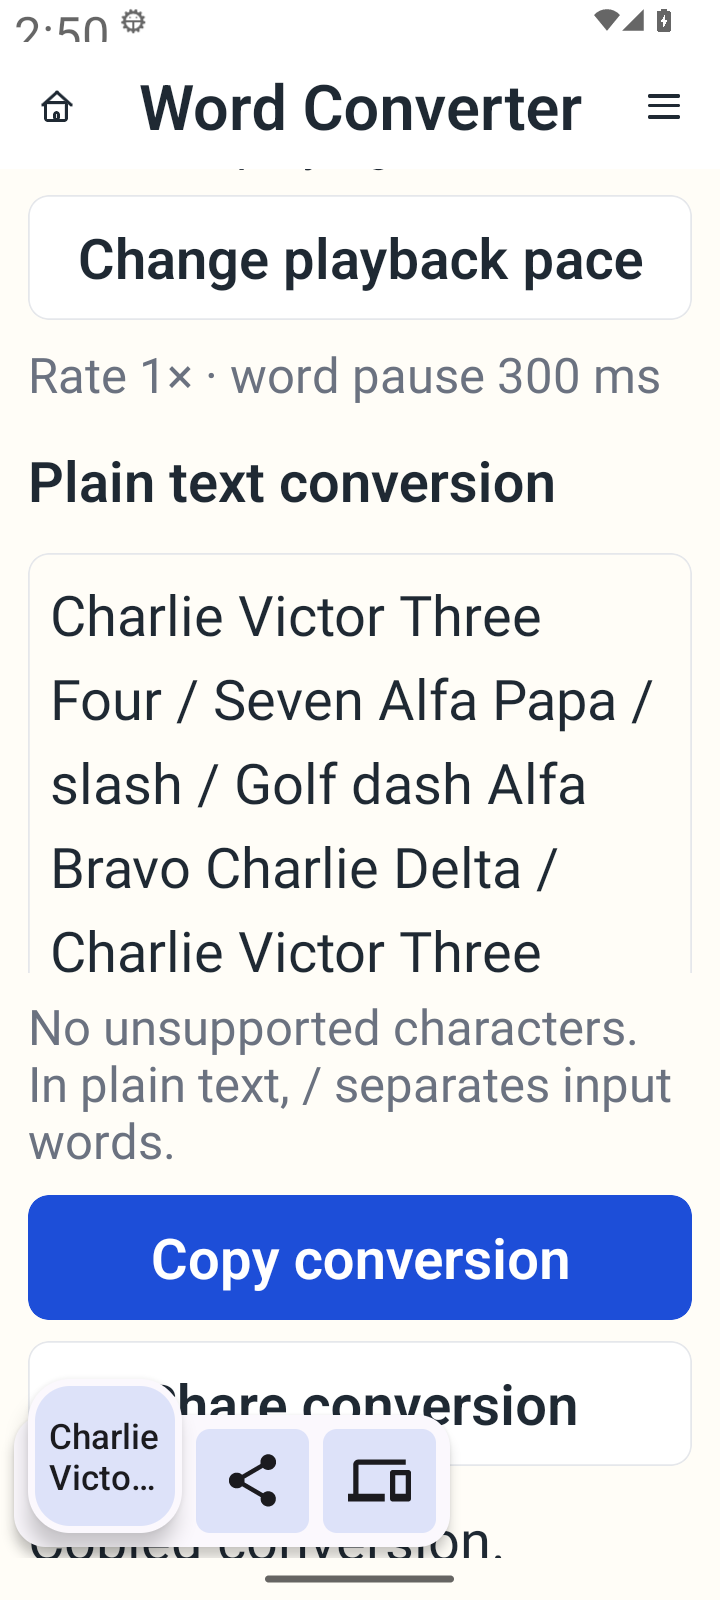 2:50
Word Converter
Change playback pace
Rate 1× · word pause 300 ms
Plain text conversion
Charlie Victor Three
Four / Seven Alfa Papa /
slash / Golf dash Alfa
Bravo Charlie Delta /
Charlie Victor Three
No unsupported characters.
In plain text, / separates input
words.
Copy conversion
Share conversion
Charlie
Victo...
Copied conversion.